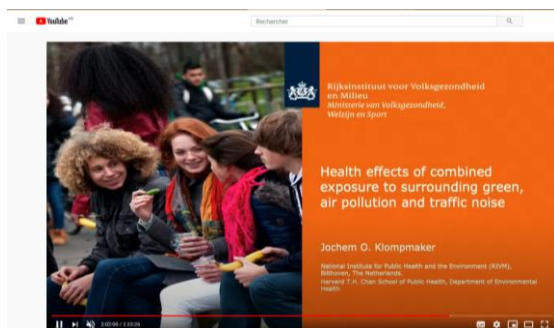 YouTube
Rechercher
Rijksinstituut voor Volksgezondheid
en Milieu
Ministerie van Volksgezondheid,
Welzijn en Sport
Health effects of combined
exposure to surrounding green,
air pollution and traffic noise
Jochem O. Klompmaker
National Institute for Public Health and the Environment (RIVM),
Bilthoven, The Netherlands.
Harvard T.H. Chan School of Public Health, Department of Environmental
Health